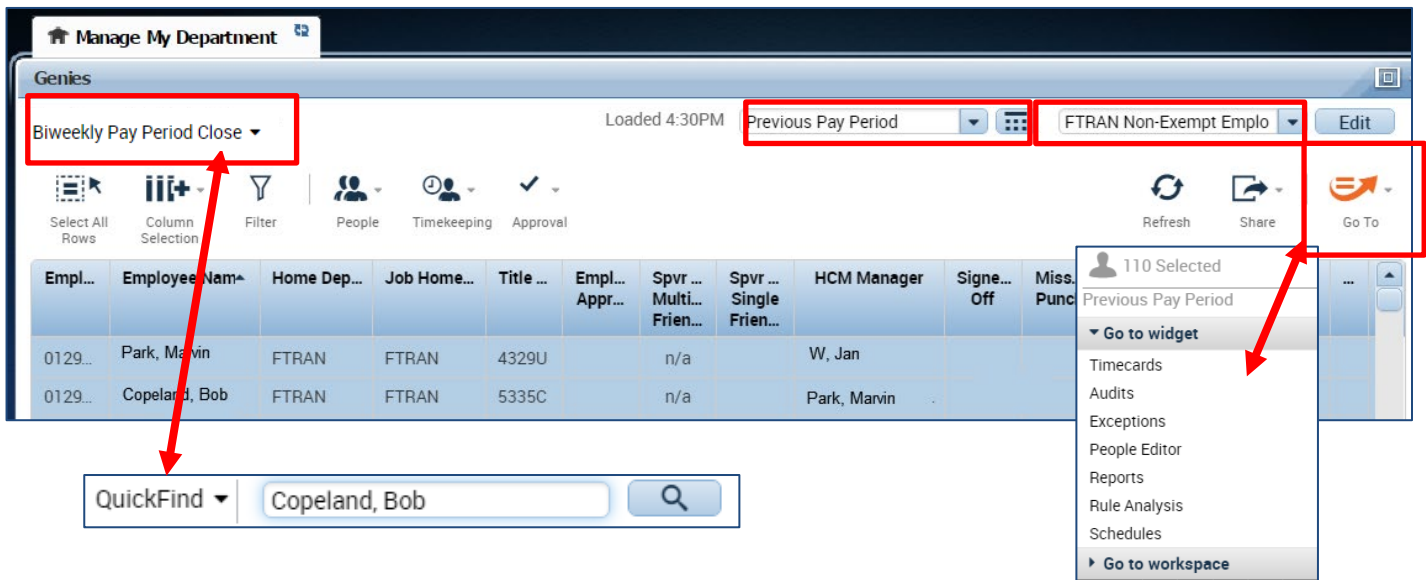 Manage My Department
Genies
Biweekly Pay Period Close
Loaded 4:30PM
Previous Pay Period
FTRAN Non-Exempt Emplo
Edit
Select All Rows
Column Selection
Filter
People
Timekeeping
Approval
Refresh
Share
Go To
Empl... Employee Nam Home Dep... Job Home... Title ... Empl... Appr... Spvr ... Multi... Frien... Spvr ... Single Frien... HCM Manager Signe... Off Miss. ...
0129... Park, Marvin FTRAN FTRAN 4329U n/a W, Jan
0129... Copeland, Bob FTRAN FTRAN 5335C n/a Park, Marvin
110 Selected
Previous Pay Period
Go to widget
Timecards
Audits
Exceptions
People Editor
Reports
Rule Analysis
Schedules
Go to workspace
QuickFind
Copeland, Bob